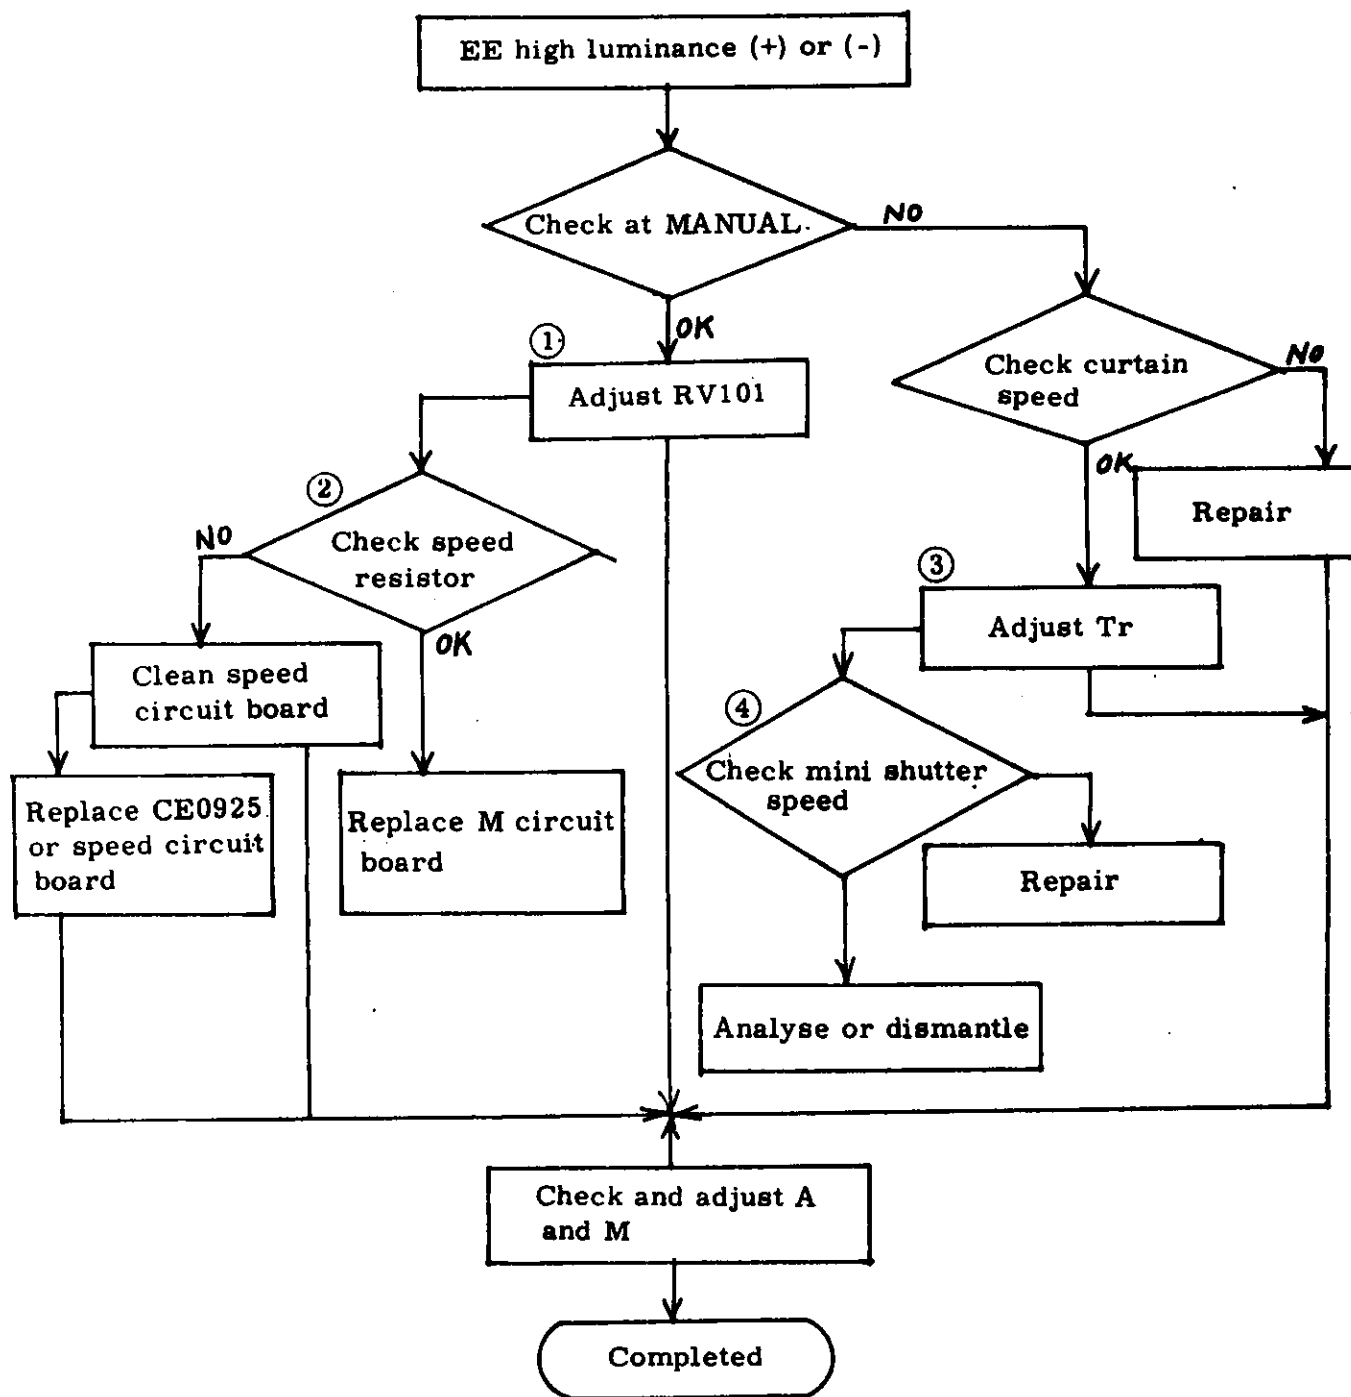 EE high luminance (+) or (-)
Check at MANUAL.
NO
OK
①
Adjust RV101
Check curtain
speed
NO
OK
Repair
②
Check speed
resistor
NO
OK
③
Adjust Tr
Clean speed
circuit board
④
Check mini shutter
speed
Replace CE0925
or speed circuit
board
Replace M circuit
board
Repair
Analyse or dismantle
Check and adjust A
and M
Completed